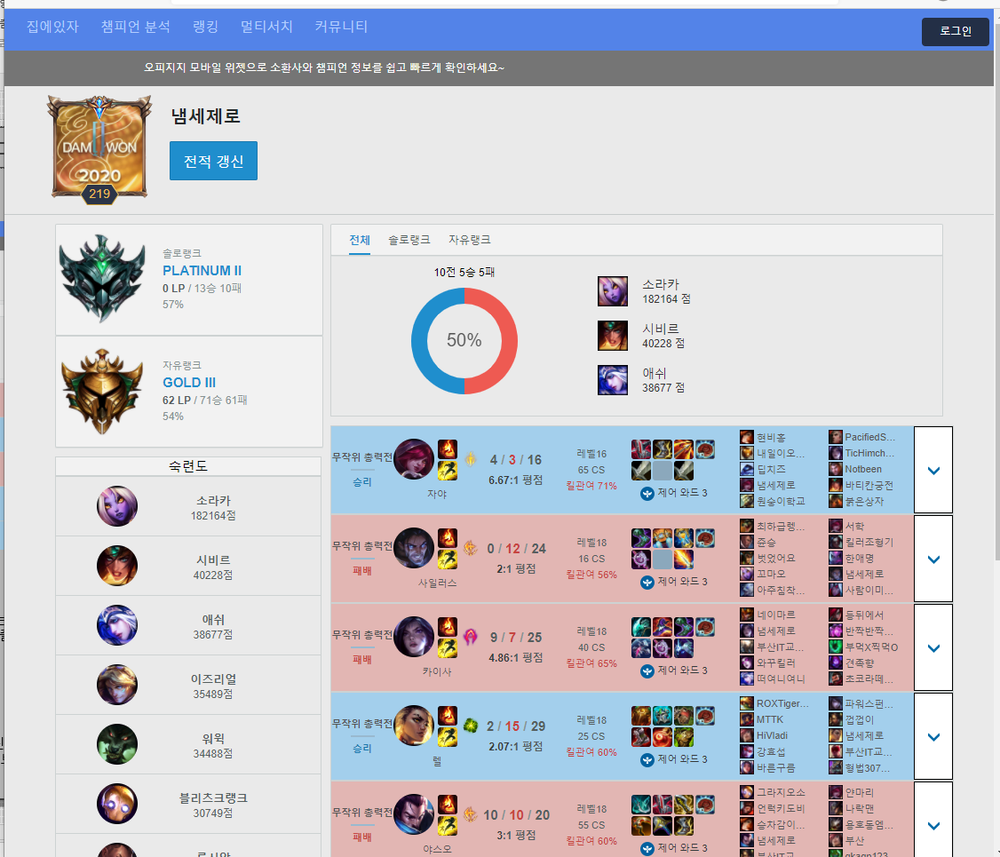 집에있자 챔피언 분석 랭킹 멀티서치 커뮤니티 로그인
오피지지 모바일 위젯으로 소환사와 챔피언 정보를 쉽고 빠르게 확인하세요~
DAMWON
2020
219
냄세제로
전적 갱신
솔로랭크
PLATINUM II
0 LP / 13승 10패
57%
자유랭크
GOLD III
62 LP / 71승 61패
54%
숙련도
소라카
182164점
시비르
40228점
애쉬
38677점
이즈리얼
35489점
워윅
34488점
블리츠크랭크
30749점
전체 솔로랭크 자유랭크
10전 5승 5패
50%
소라카
182164 점
시비르
40228 점
애쉬
38677 점
무작위 총력전
승리
자야
4 / 3 / 16
6.67:1 평점
레벨16
65 CS
킬관여 71%
제어 와드 3
현비홍
내일이오...
딥치즈
냄세제로
원숭이학교
PacifiedS...
TicHimch...
Notbeen
바티칸궁전
붉은상자
무작위 총력전
패배
사일러스
0 / 12 / 24
2:1 평점
레벨18
16 CS
킬관여 56%
제어 와드 3
최하급령...
준승
벗었어요
꼬마오
아주침착...
서학
킬러조형기
한애명
냄세제로
사람이미...
무작위 총력전
패배
카이사
9 / 7 / 25
4.86:1 평점
레벨18
40 CS
킬관여 65%
제어 와드 3
네이마르
냄세제로
부산IT교...
와꾸킬러
떠여니여니
등뒤에서
반짝반짝...
부먹X찍먹O
견족향
초코라떼...
무작위 총력전
승리
렐
2 / 15 / 29
2.07:1 평점
레벨18
25 CS
킬관여 60%
제어 와드 3
ROXTiger...
MTTK
HiVladi
강효섭
바른구름
파워스펀...
껍껍이
냄세제로
부산IT교...
형법307...
무작위 총력전
패배
야스오
10 / 10 / 20
3:1 평점
레벨18
55 CS
킬관여 60%
제어 와드 3
그라지오소
언럭키도비
승차감이...
냄세제로
부산IT교...
얀마리
나락맨
용호동엠...
부산